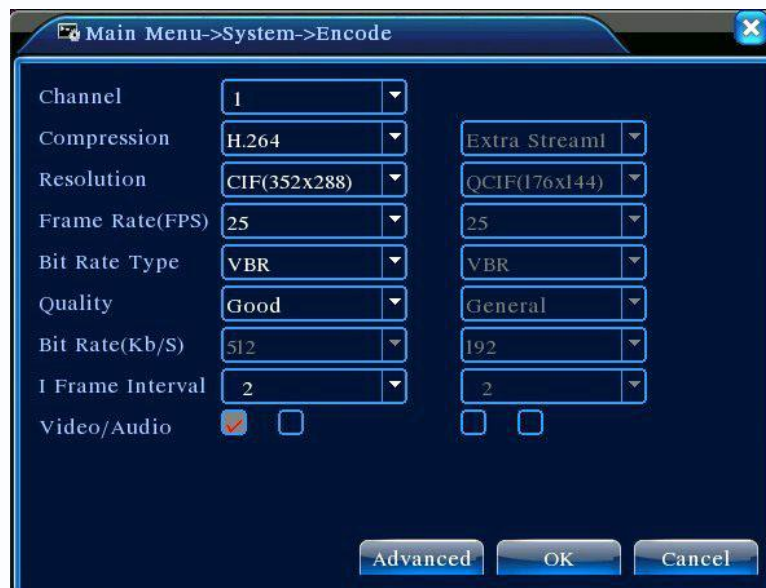 Main Menu->System->Encode
Channel 1
Compression H.264 Extra Stream1
Resolution CIF(352x288) QCIF(176x144)
Frame Rate(FPS) 25 25
Bit Rate Type VBR VBR
Quality Good General
Bit Rate(Kb/S) 512 192
I Frame Interval 2 2
Video/Audio
Advanced OK Cancel